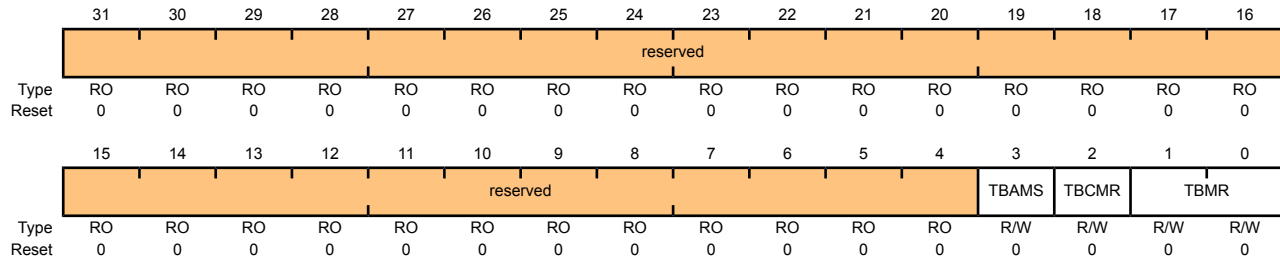 31 30 29 28 27 26 25 24 23 22 21 20 19 18 17 16
reserved
Type RO RO RO RO RO RO RO RO RO RO RO RO RO RO RO RO
Reset 0 0 0 0 0 0 0 0 0 0 0 0 0 0 0 0
15 14 13 12 11 10 9 8 7 6 5 4 3 2 1 0
reserved TBAMS TBCMR TBMR
Type RO RO RO RO RO RO RO RO RO RO RO RO R/W R/W R/W R/W
Reset 0 0 0 0 0 0 0 0 0 0 0 0 0 0 0 0